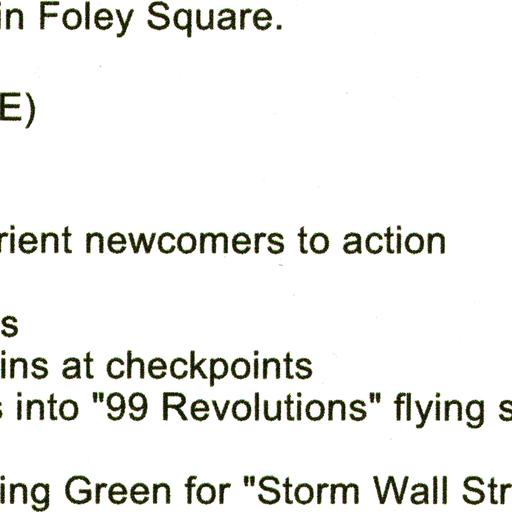 in Foley Square.
E)
rient newcomers to action
s
ins at checkpoints
s into "99 Revolutions" flying s
ing Green for "Storm Wall Str